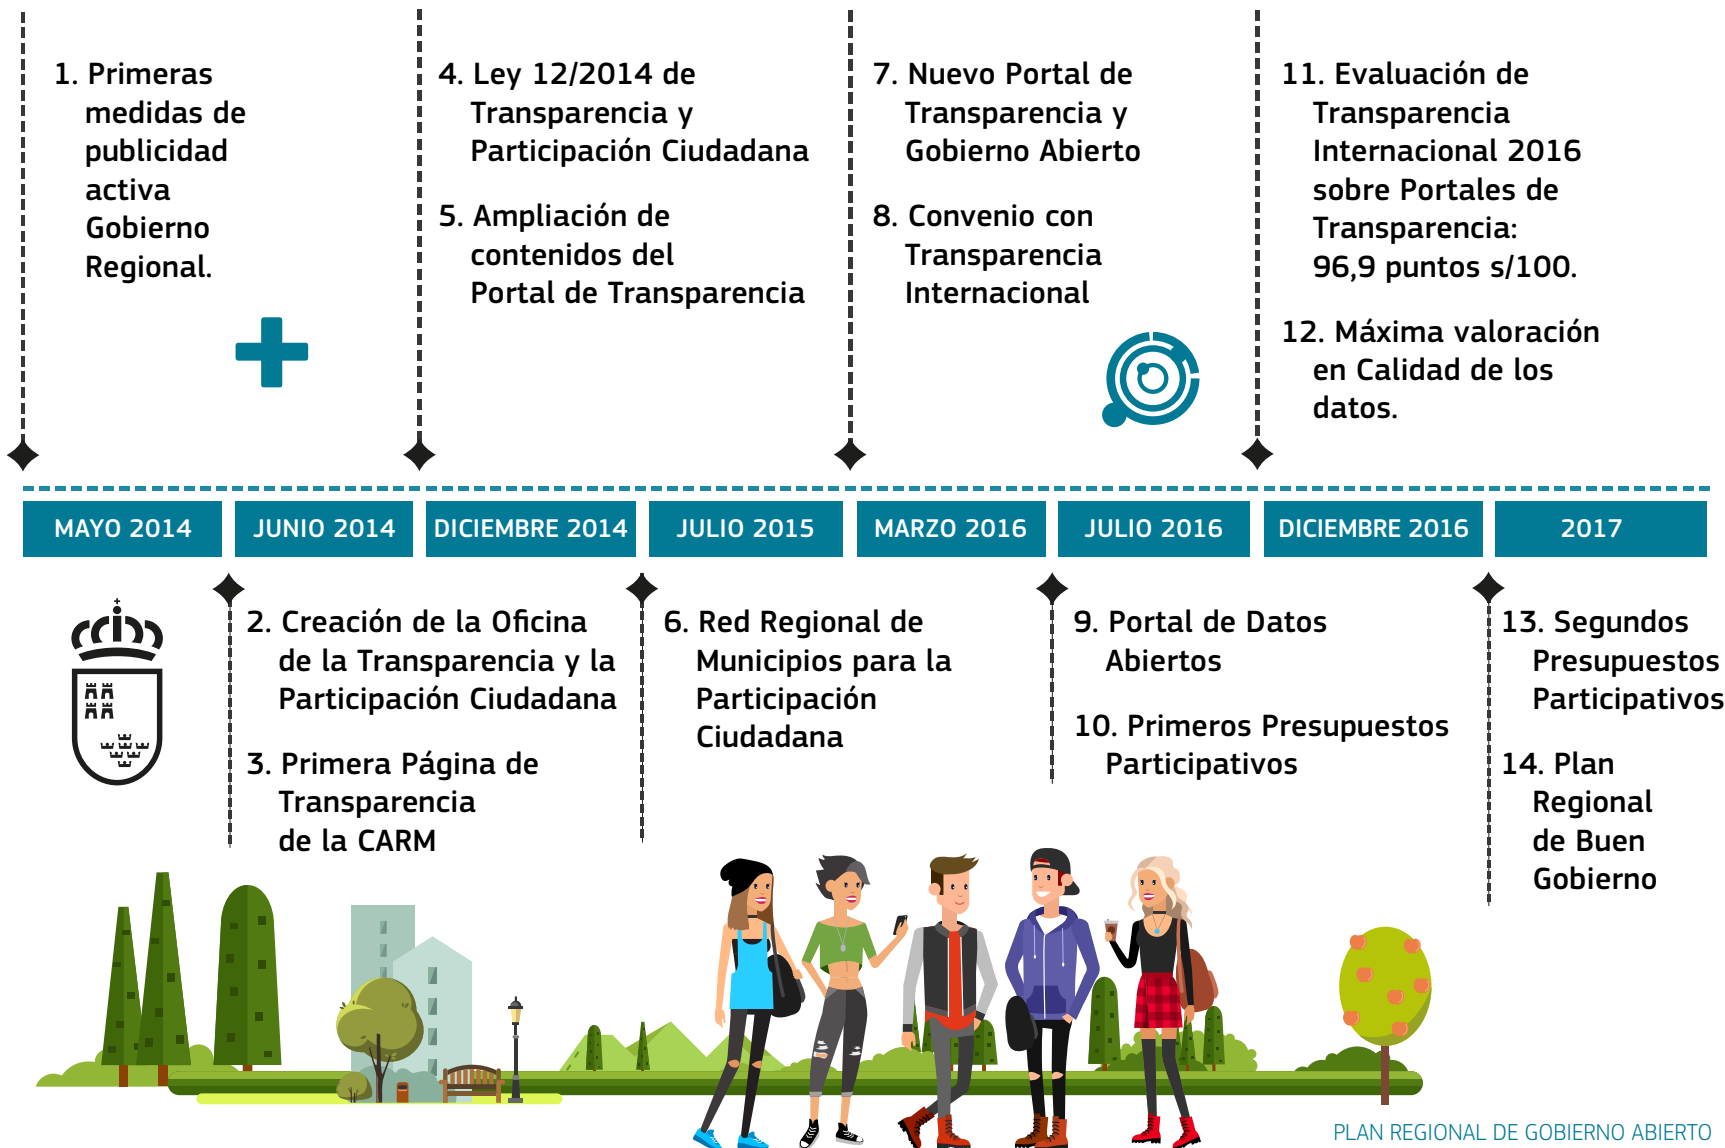 1. Primeras
medidas de
publicidad
activa
Gobierno
Regional.
4. Ley 12/2014 de
Transparencia y
Participación Ciudadana
5. Ampliación de
contenidos del
Portal de Transparencia
7. Nuevo Portal de
Transparencia y
Gobierno Abierto
8. Convenio con
Transparencia
Internacional
11. Evaluación de
Transparencia
Internacional 2016
sobre Portales de
Transparencia:
96,9 puntos s/100.
12. Máxima valoración
en Calidad de los
datos.
MAYO 2014
JUNIO 2014
DICIEMBRE 2014
JULIO 2015
MARZO 2016
JULIO 2016
DICIEMBRE 2016
2017
2. Creación de la Oficina
de la Transparencia y la
Participación Ciudadana
3. Primera Página de
Transparencia
de la CARM
6. Red Regional de
Municipios para la
Participación
Ciudadana
9. Portal de Datos
Abiertos
10. Primeros Presupuestos
Participativos
13. Segundos
Presupuestos
Participativos
14. Plan
Regional
de Buen
Gobierno
PLAN REGIONAL DE GOBIERNO ABIERTO